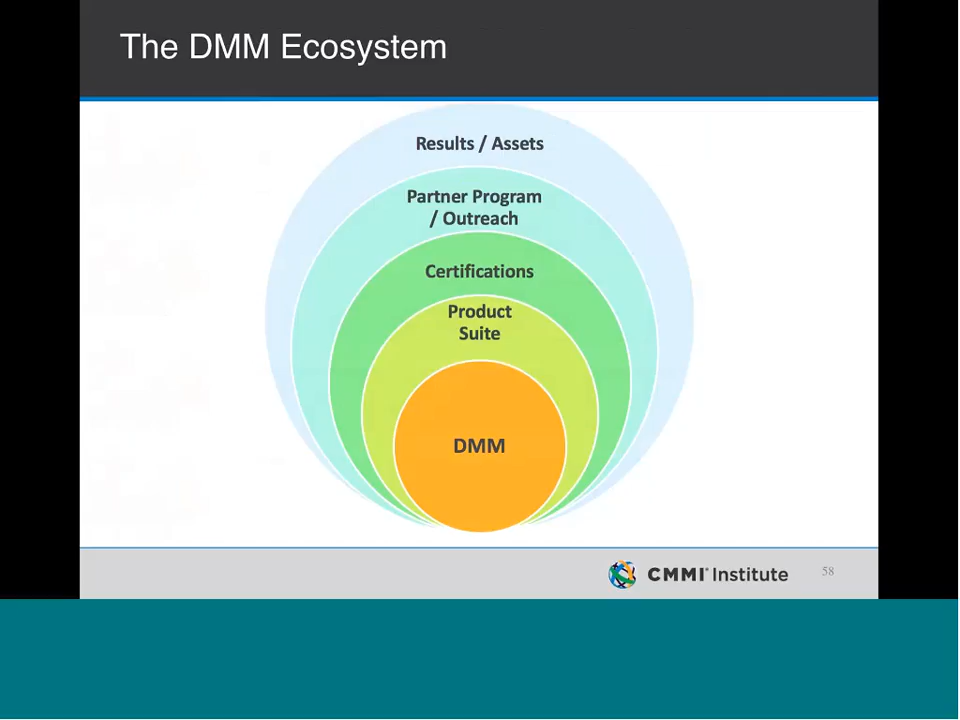 The DMM Ecosystem
Results / Assets
Partner Program
/ Outreach
Certifications
Product
Suite
DMM
CMMI® Institute
58